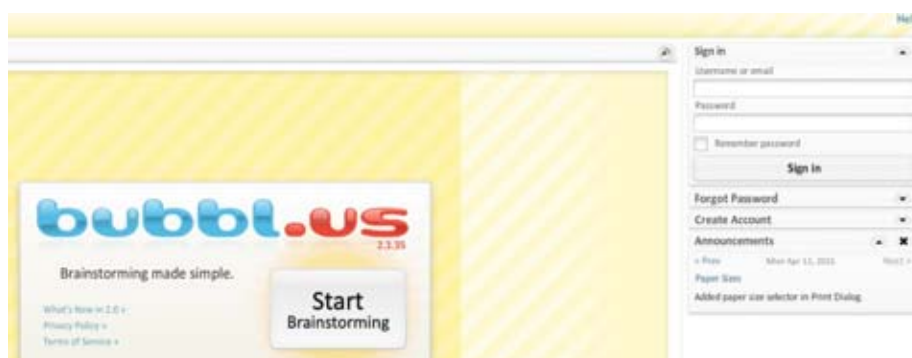 Hel
Sign in
Username or email
Password
Remember password
Sign In
Forgot Password
Create Account
Announcements
« Prev Mon Apr 11, 2011 Next »
Paper Sizes
Added paper size selector in Print Dialog
bubbl.us
2.3.35
Brainstorming made simple.
Start
Brainstorming
What's New in 2.0 »
Privacy Policy »
Terms of Service »